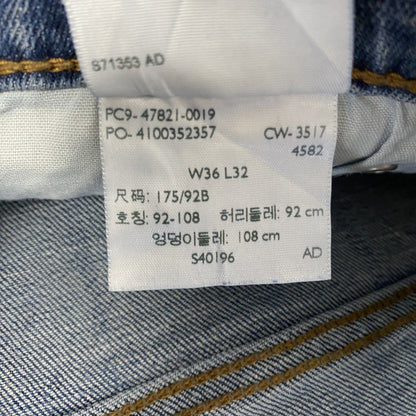 871353 AD
PC9- 47821-0019
PO- 4100352357 CW- 3517
4582
W36 L32
尺码: 175/92B
호칭: 92-108 허리둘레: 92 cm
엉덩이둘레: 108 cm
S40196 AD